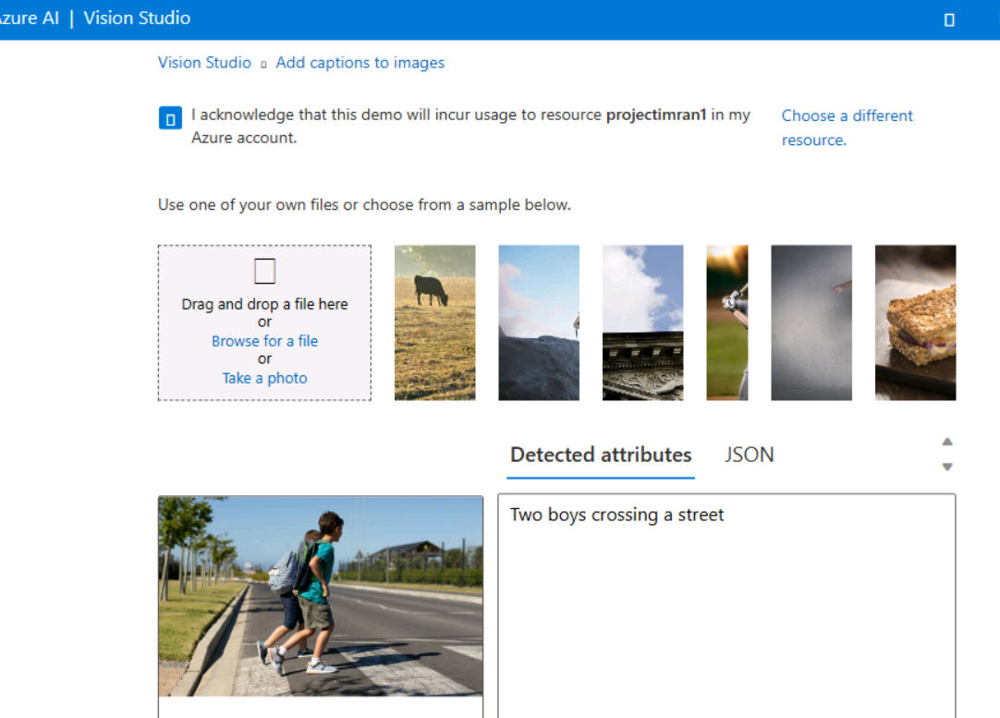 Azure AI | Vision Studio
Vision Studio Add captions to images
I acknowledge that this demo will incur usage to resource projectimran1 in my
Azure account.
Choose a different
resource.
Use one of your own files or choose from a sample below.
Drag and drop a file here
or
Browse for a file
or
Take a photo
Detected attributes JSON
Two boys crossing a street